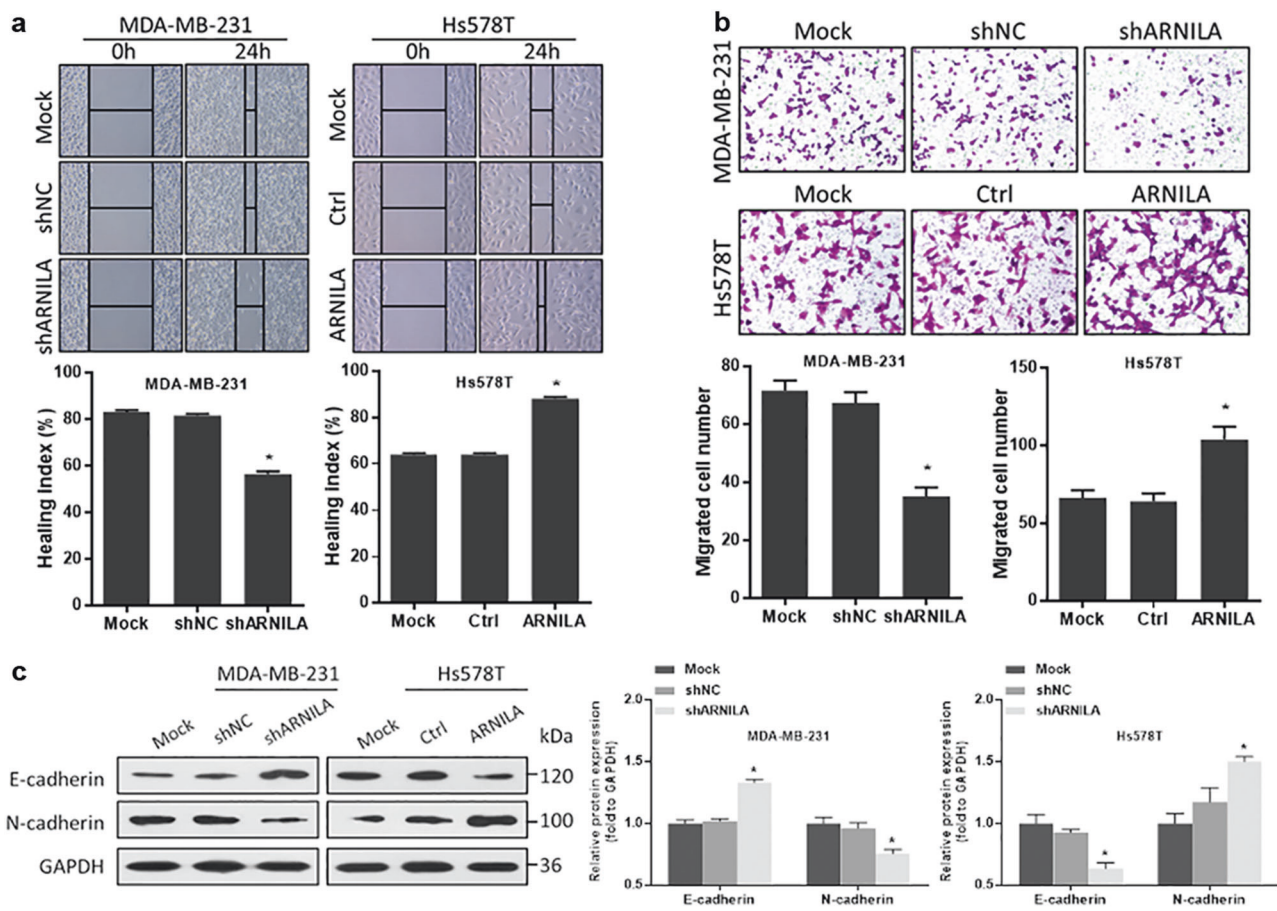 a
MDA-MB-231
Hs578T
0h
24h
0h
24h
Mock
shNC
shARNILA
Mock
Ctrl
ARNILA
Healing Index (%)
100
80
60
40
20
0
MDA-MB-231
*
Mock
shNC
shARNILA
Healing Index (%)
100
80
60
40
20
0
Hs578T
*
Mock
Ctrl
ARNILA
b
Mock
shNC
shARNILA
MDA-MB-231
Mock
Ctrl
ARNILA
Hs578T
Migrated cell number
80
60
40
20
0
MDA-MB-231
*
Mock
shNC
shARNILA
Migrated cell number
150
100
50
0
Hs578T
*
Mock
Ctrl
ARNILA
c
MDA-MB-231
Hs578T
Mock
shNC
shARNILA
Mock
Ctrl
ARNILA
kDa
E-cadherin
120
N-cadherin
100
GAPDH
36
Mock
shNC
shARNILA
Relative protein expression
(fold to GAPDH)
2.0
1.5
1.0
0.5
MDA-MB-231
*
*
E-cadherin
N-cadherin
Mock
shNC
shARNILA
Relative protein expression
(fold to GAPDH)
2.0
1.5
1.0
0.5
Hs578T
*
*
E-cadherin
N-cadherin